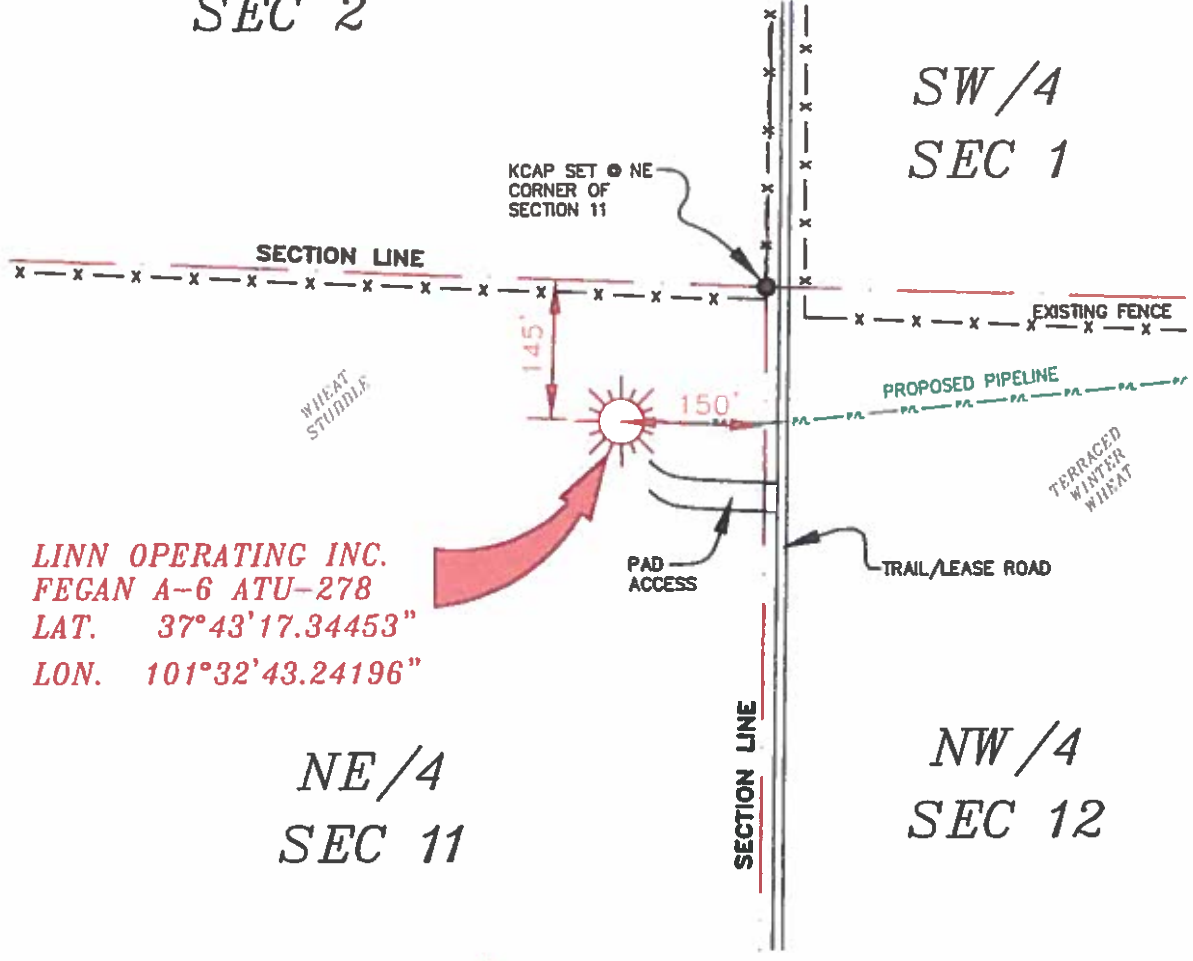 SEC 2
SW/4
SEC 1
KCAP SET @ NE
CORNER OF
SECTION 11
SECTION LINE
EXISTING FENCE
145'
WHEAT
STUBBLE
150'
PROPOSED PIPELINE
TERRACED
WINTER
WHEAT
LINN OPERATING INC.
FEGAN A-6 ATU-278
LAT. 37°43'17.34453"
LON. 101°32'43.24196"
PAD
ACCESS
TRAIL/LEASE ROAD
SECTION LINE
NE/4
SEC 11
NW/4
SEC 12